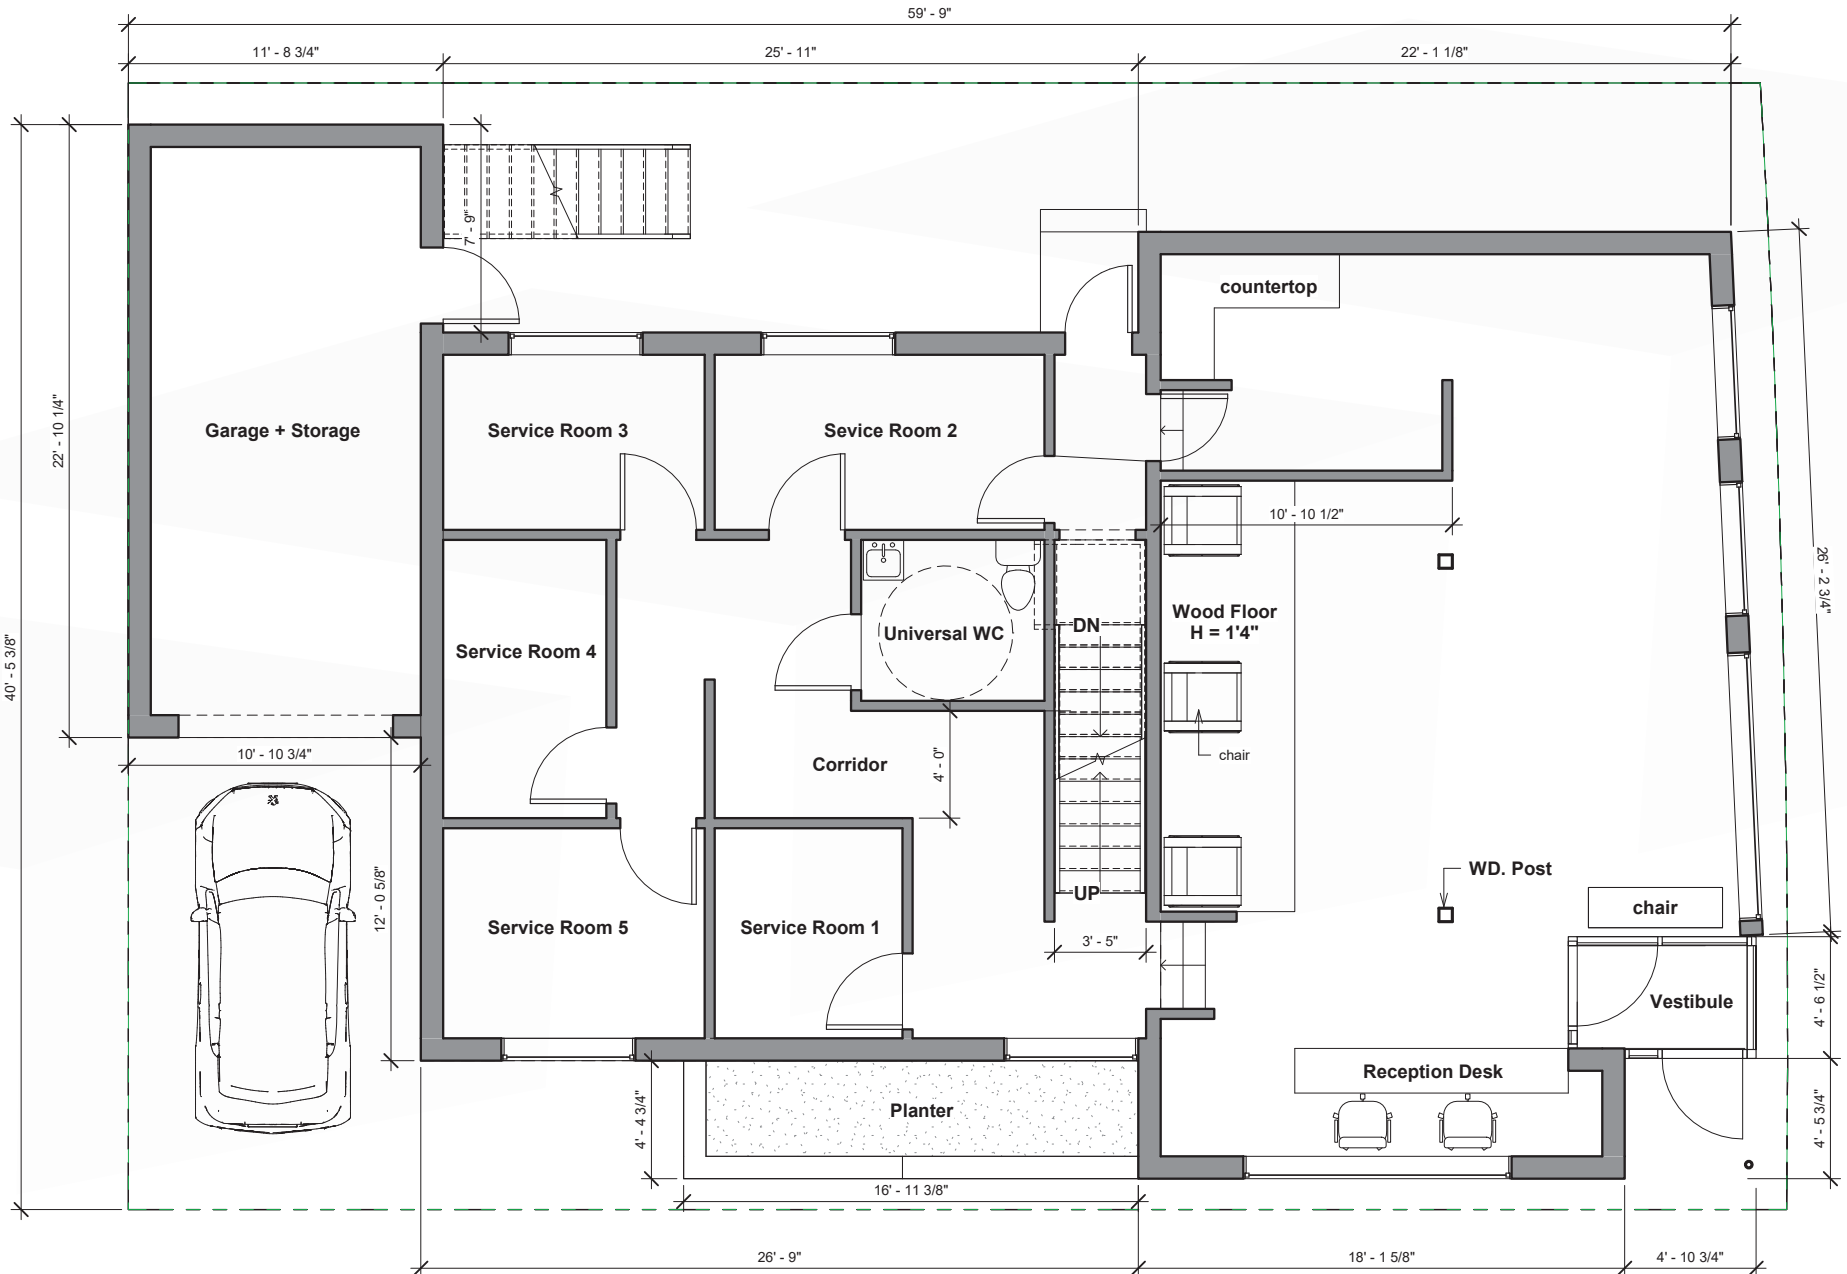 59' - 9"
11' - 8 3/4"
25' - 11"
22' - 1 1/8"
7' - 9"
countertop
22' - 10 1/4"
Garage + Storage
Service Room 3
Sevice Room 2
10' - 10 1/2"
26' - 2 3/4"
40' - 5 3/8"
Wood Floor
H = 1'4"
DN
Universal WC
Service Room 4
10' - 10 3/4"
Corridor
4' - 0"
chair
12' - 0 5/8"
WD. Post
UP
chair
Service Room 5
Service Room 1
3' - 5"
Vestibule
4' - 6 1/2"
Reception Desk
Planter
4' - 4 3/4"
4' - 5 3/4"
16' - 11 3/8"
26' - 9"
18' - 1 5/8"
4' - 10 3/4"